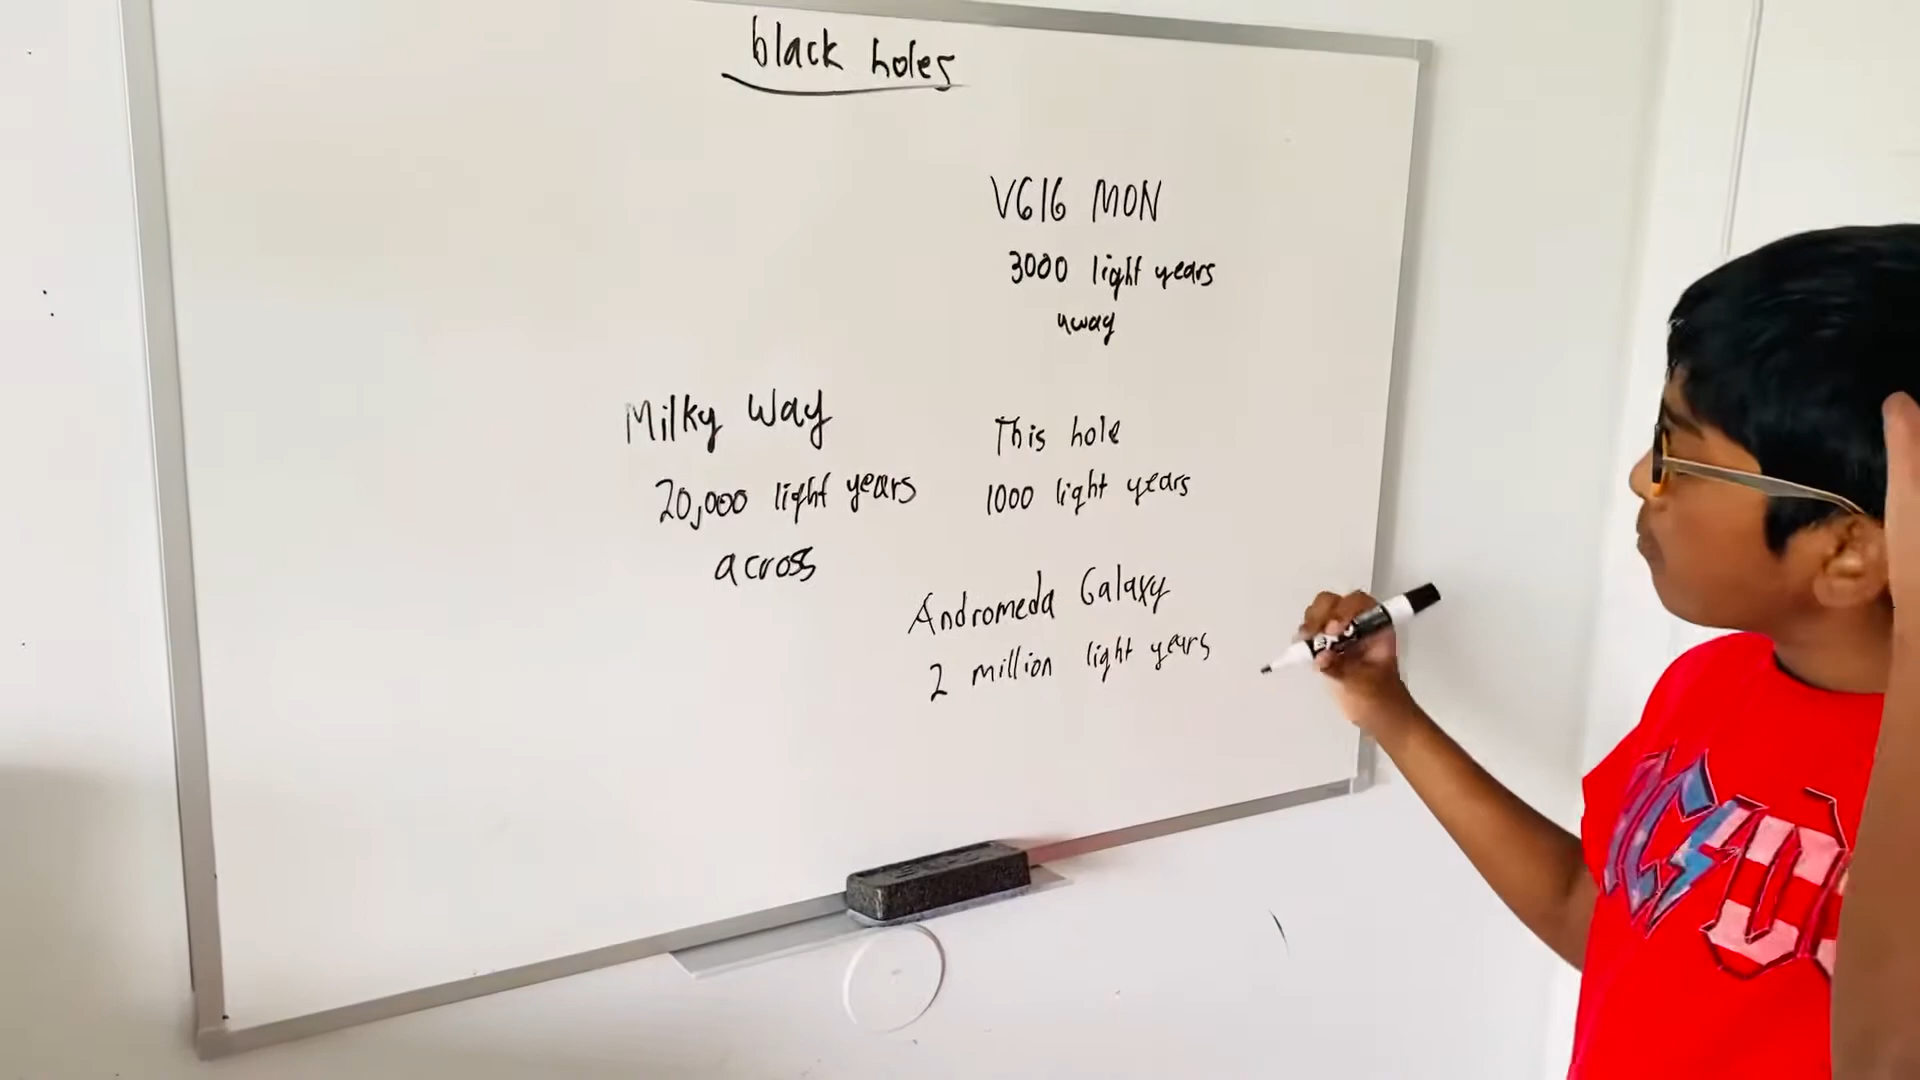 black holes
V616 MON
3000 light years
away
Milky Way
20,000 light years
across
This hole
1000 light years
Andromeda Galaxy
2 million light years